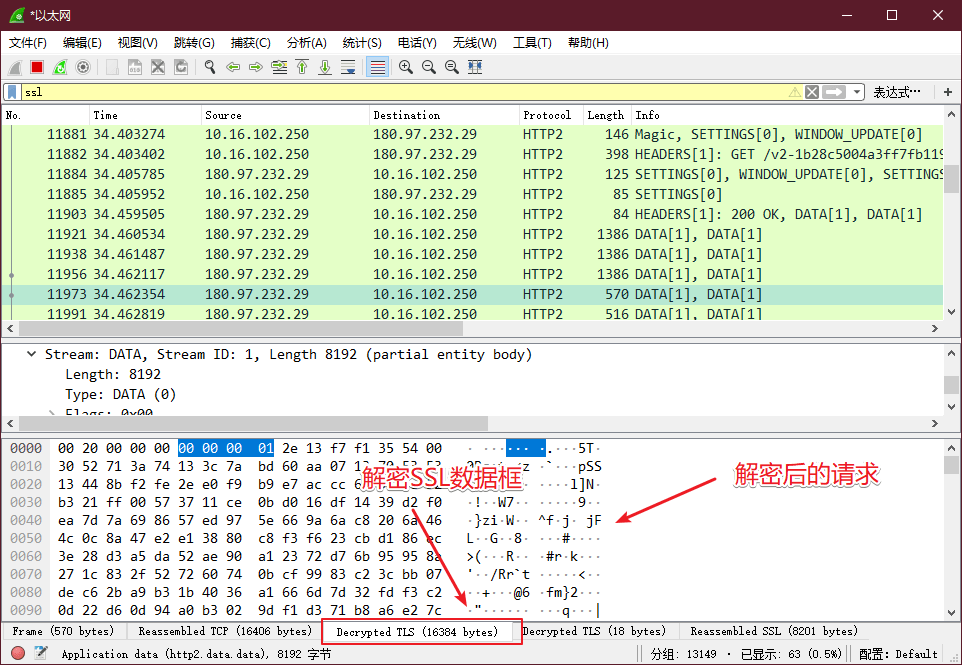 *以太网
文件(F) 编辑(E) 视图(V) 跳转(G) 捕获(C) 分析(A) 统计(S) 电话(Y) 无线(W) 工具(T) 帮助(H)
ssl 表达式… +
No. Time Source Destination Protocol Length Info
11881 34.403274 10.16.102.250 180.97.232.29 HTTP2 146 Magic, SETTINGS[0], WINDOW_UPDATE[0]
11882 34.403402 10.16.102.250 180.97.232.29 HTTP2 398 HEADERS[1]: GET /v2-1b28c5004a3ff7fb119
11884 34.405785 180.97.232.29 10.16.102.250 HTTP2 125 SETTINGS[0], WINDOW_UPDATE[0], SETTINGS
11885 34.405952 10.16.102.250 180.97.232.29 HTTP2 85 SETTINGS[0]
11903 34.459505 180.97.232.29 10.16.102.250 HTTP2 84 HEADERS[1]: 200 OK, DATA[1], DATA[1]
11921 34.460534 180.97.232.29 10.16.102.250 HTTP2 1386 DATA[1], DATA[1]
11938 34.461487 180.97.232.29 10.16.102.250 HTTP2 1386 DATA[1], DATA[1]
11956 34.462117 180.97.232.29 10.16.102.250 HTTP2 1386 DATA[1], DATA[1]
11973 34.462354 180.97.232.29 10.16.102.250 HTTP2 570 DATA[1], DATA[1]
11991 34.462819 180.97.232.29 10.16.102.250 HTTP2 516 DATA[1], DATA[1]
Stream: DATA, Stream ID: 1, Length 8192 (partial entity body)
Length: 8192
Type: DATA (0)
Flags: 0x00
0000 00 20 00 00 00 00 00 00 00 01 2e 13 f7 f1 35 54 00 · ········.···5T·
0010 30 52 71 3a 74 13 3c 7a bd 60 aa 07
0020 13 44 8b f2 fe 2e e0 f9 b9 e7 ac cc
0030 b3 21 ff 00 57 37 11 ce 0b d0 16 df 14 39 d2 f0 ·!··W7·· ·····9··
0040 ea 7d 7a 69 86 57 ed 97 5e 66 9a 6a c8 20 6a 46 ·}zi·W·· ^f·j· jF
0050 4c 0c 8a 47 e2 e1 38 80 c8 f3 f6 23 cb d1 86 ec L··G··8· ···#····
0060 3e 28 d3 a5 da 52 ae 90 a1 23 72 d7 6b 95 95 8a >(···R·· ·#r·k···
0070 27 1c 83 2f 52 72 60 74 0b cf 99 83 c2 3c bb 07 '··/Rr`t ·····<··
0080 de c6 2b a9 b3 1b 40 36 a1 66 6d 7d 32 fd f3 c2 ··+···@6 ·fm}2···
0090 0d 22 d6 0d 94 a0 b3 02 9d f1 d3 71 b8 a6 e2 7c ·"······ ···q···|
解密SSL数据框
解密后的请求
Frame (570 bytes) Reassembled TCP (16406 bytes) Decrypted TLS (16384 bytes) Decrypted TLS (18 bytes) Reassembled SSL (8201 bytes)
Application data (http2.data.data), 8192 字节 分组: 13149 · 已显示: 63 (0.5%) 配置: Default